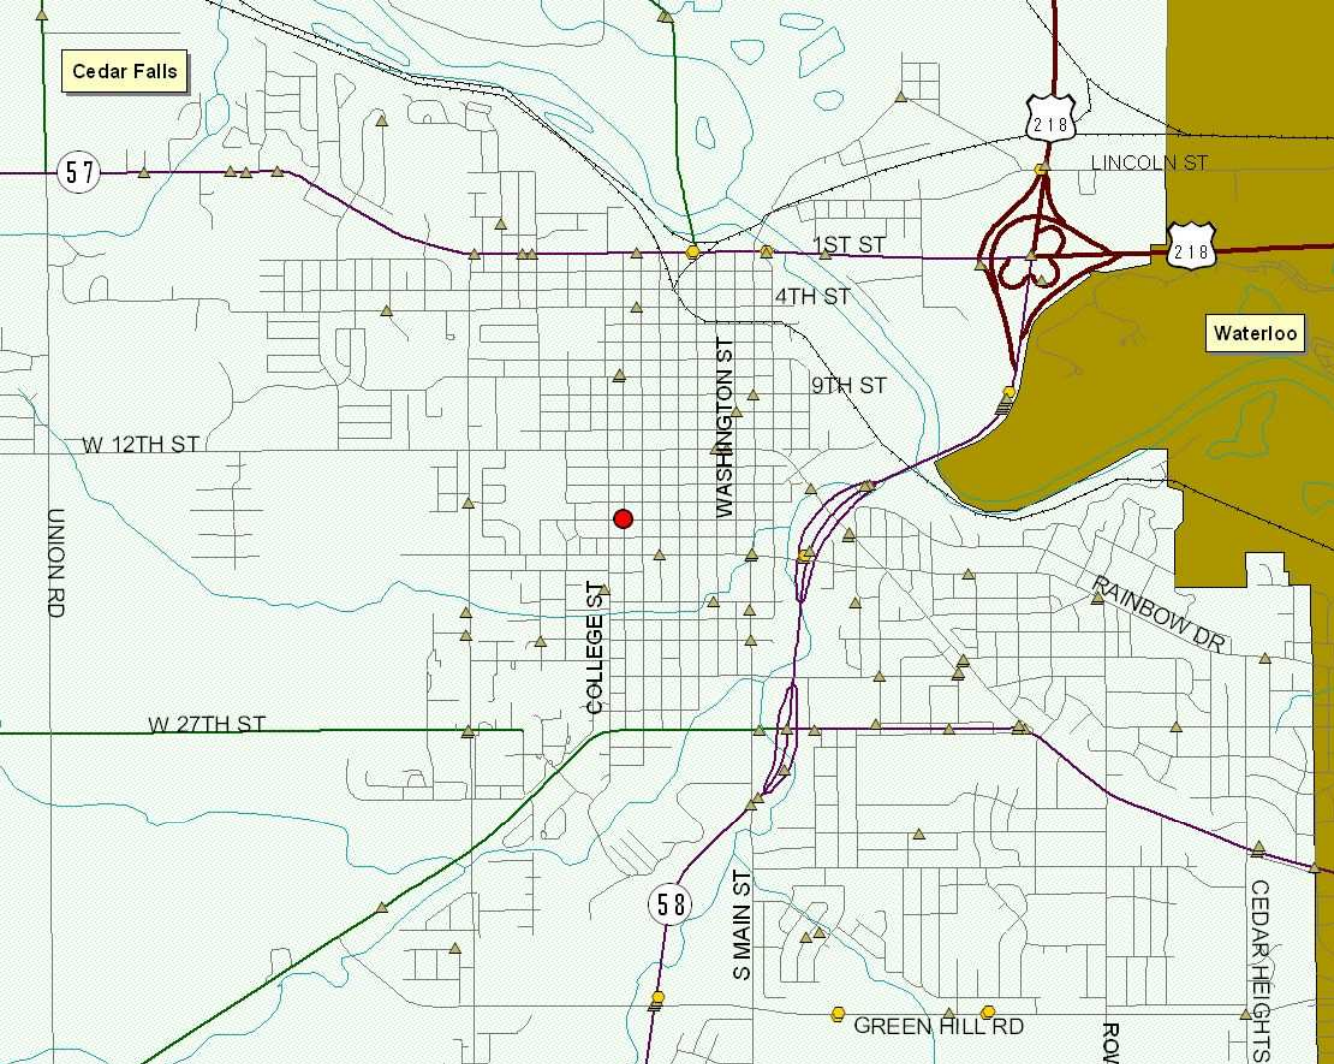 Cedar Falls
218
57
LINCOLN ST
1ST ST
218
4TH ST
Waterloo
WASHINGTON ST
9TH ST
W 12TH ST
UNION RD
COLLEGE ST
RAINBOW DR
W 27TH ST
58
S MAIN ST
CEDAR HEIGHTS
GREEN HILL RD
ROW